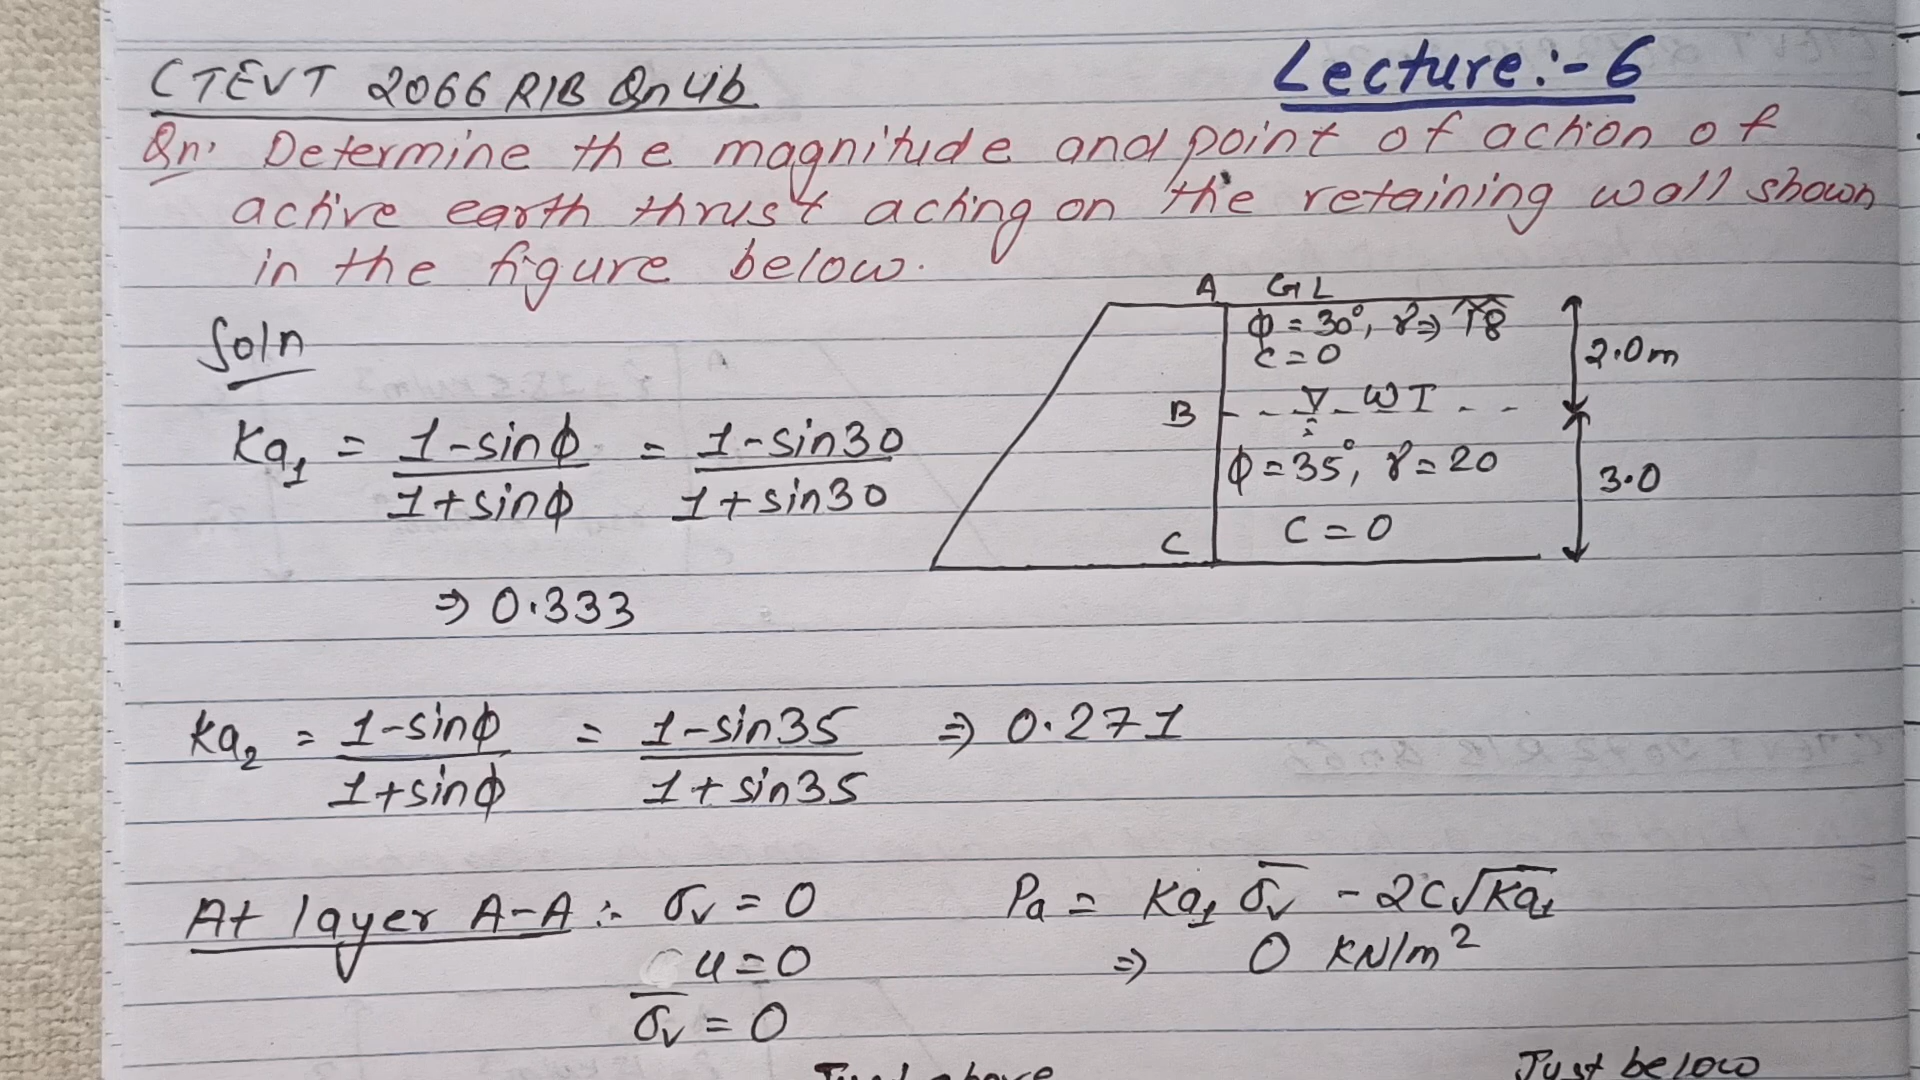 CTEVT 2066 R/B Qn 4b
Lecture:- 6
Qn: Determine the magnitude and point of action of
active earth thrust acting on the retaining wall shown
in the figure below.
Soln
A GL
φ = 30°, γ ⇒ 18
c = 0
2.0m
B WT
φ = 35°, γ = 20
3.0
C = 0
C
Ka₁ = 1-sinφ / 1+sinφ = 1-sin30 / 1+sin30
⇒ 0.333
Ka₂ = 1-sinφ / 1+sinφ = 1-sin35 / 1+sin35 ⇒ 0.271
At layer A-A :- σv = 0 Pa = Ka₁ σ̅v - 2C√Ka₁
u = 0 ⇒ 0 KN/m²
σ̅v = 0
Just above Just below